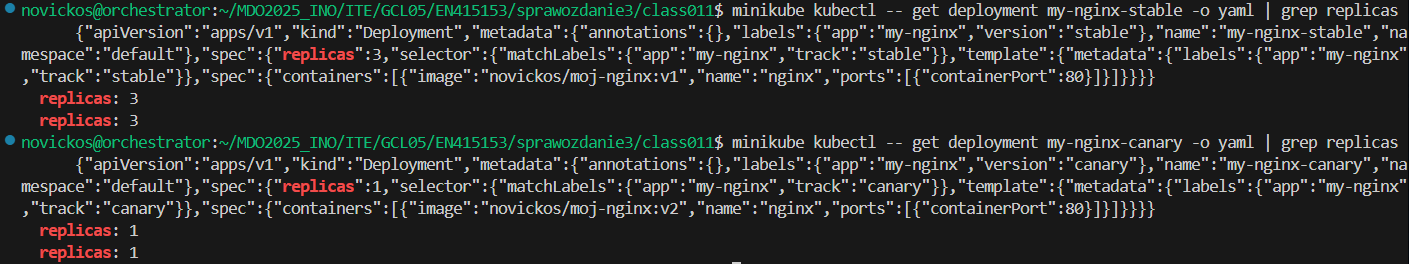 novickos@orchestrator:~/MDO2025_INO/ITE/GCL05/EN415153/sprawozdanie3/class011$ minikube kubectl -- get deployment my-nginx-stable -o yaml | grep replicas
{"apiVersion":"apps/v1","kind":"Deployment","metadata":{"annotations":{},"labels":{"app":"my-nginx","version":"stable"},"name":"my-nginx-stable","na
mespace":"default"},"spec":{"replicas":3,"selector":{"matchLabels":{"app":"my-nginx","track":"stable"}},"template":{"metadata":{"labels":{"app":"my-nginx"
,"track":"stable"}},"spec":{"containers":[{"image":"novickos/moj-nginx:v1","name":"nginx","ports":[{"containerPort":80}]}]}}}}
replicas: 3
replicas: 3
novickos@orchestrator:~/MDO2025_INO/ITE/GCL05/EN415153/sprawozdanie3/class011$ minikube kubectl -- get deployment my-nginx-canary -o yaml | grep replicas
{"apiVersion":"apps/v1","kind":"Deployment","metadata":{"annotations":{},"labels":{"app":"my-nginx","version":"canary"},"name":"my-nginx-canary","na
mespace":"default"},"spec":{"replicas":1,"selector":{"matchLabels":{"app":"my-nginx","track":"canary"}},"template":{"metadata":{"labels":{"app":"my-nginx"
,"track":"canary"}},"spec":{"containers":[{"image":"novickos/moj-nginx:v2","name":"nginx","ports":[{"containerPort":80}]}]}}}}
replicas: 1
replicas: 1